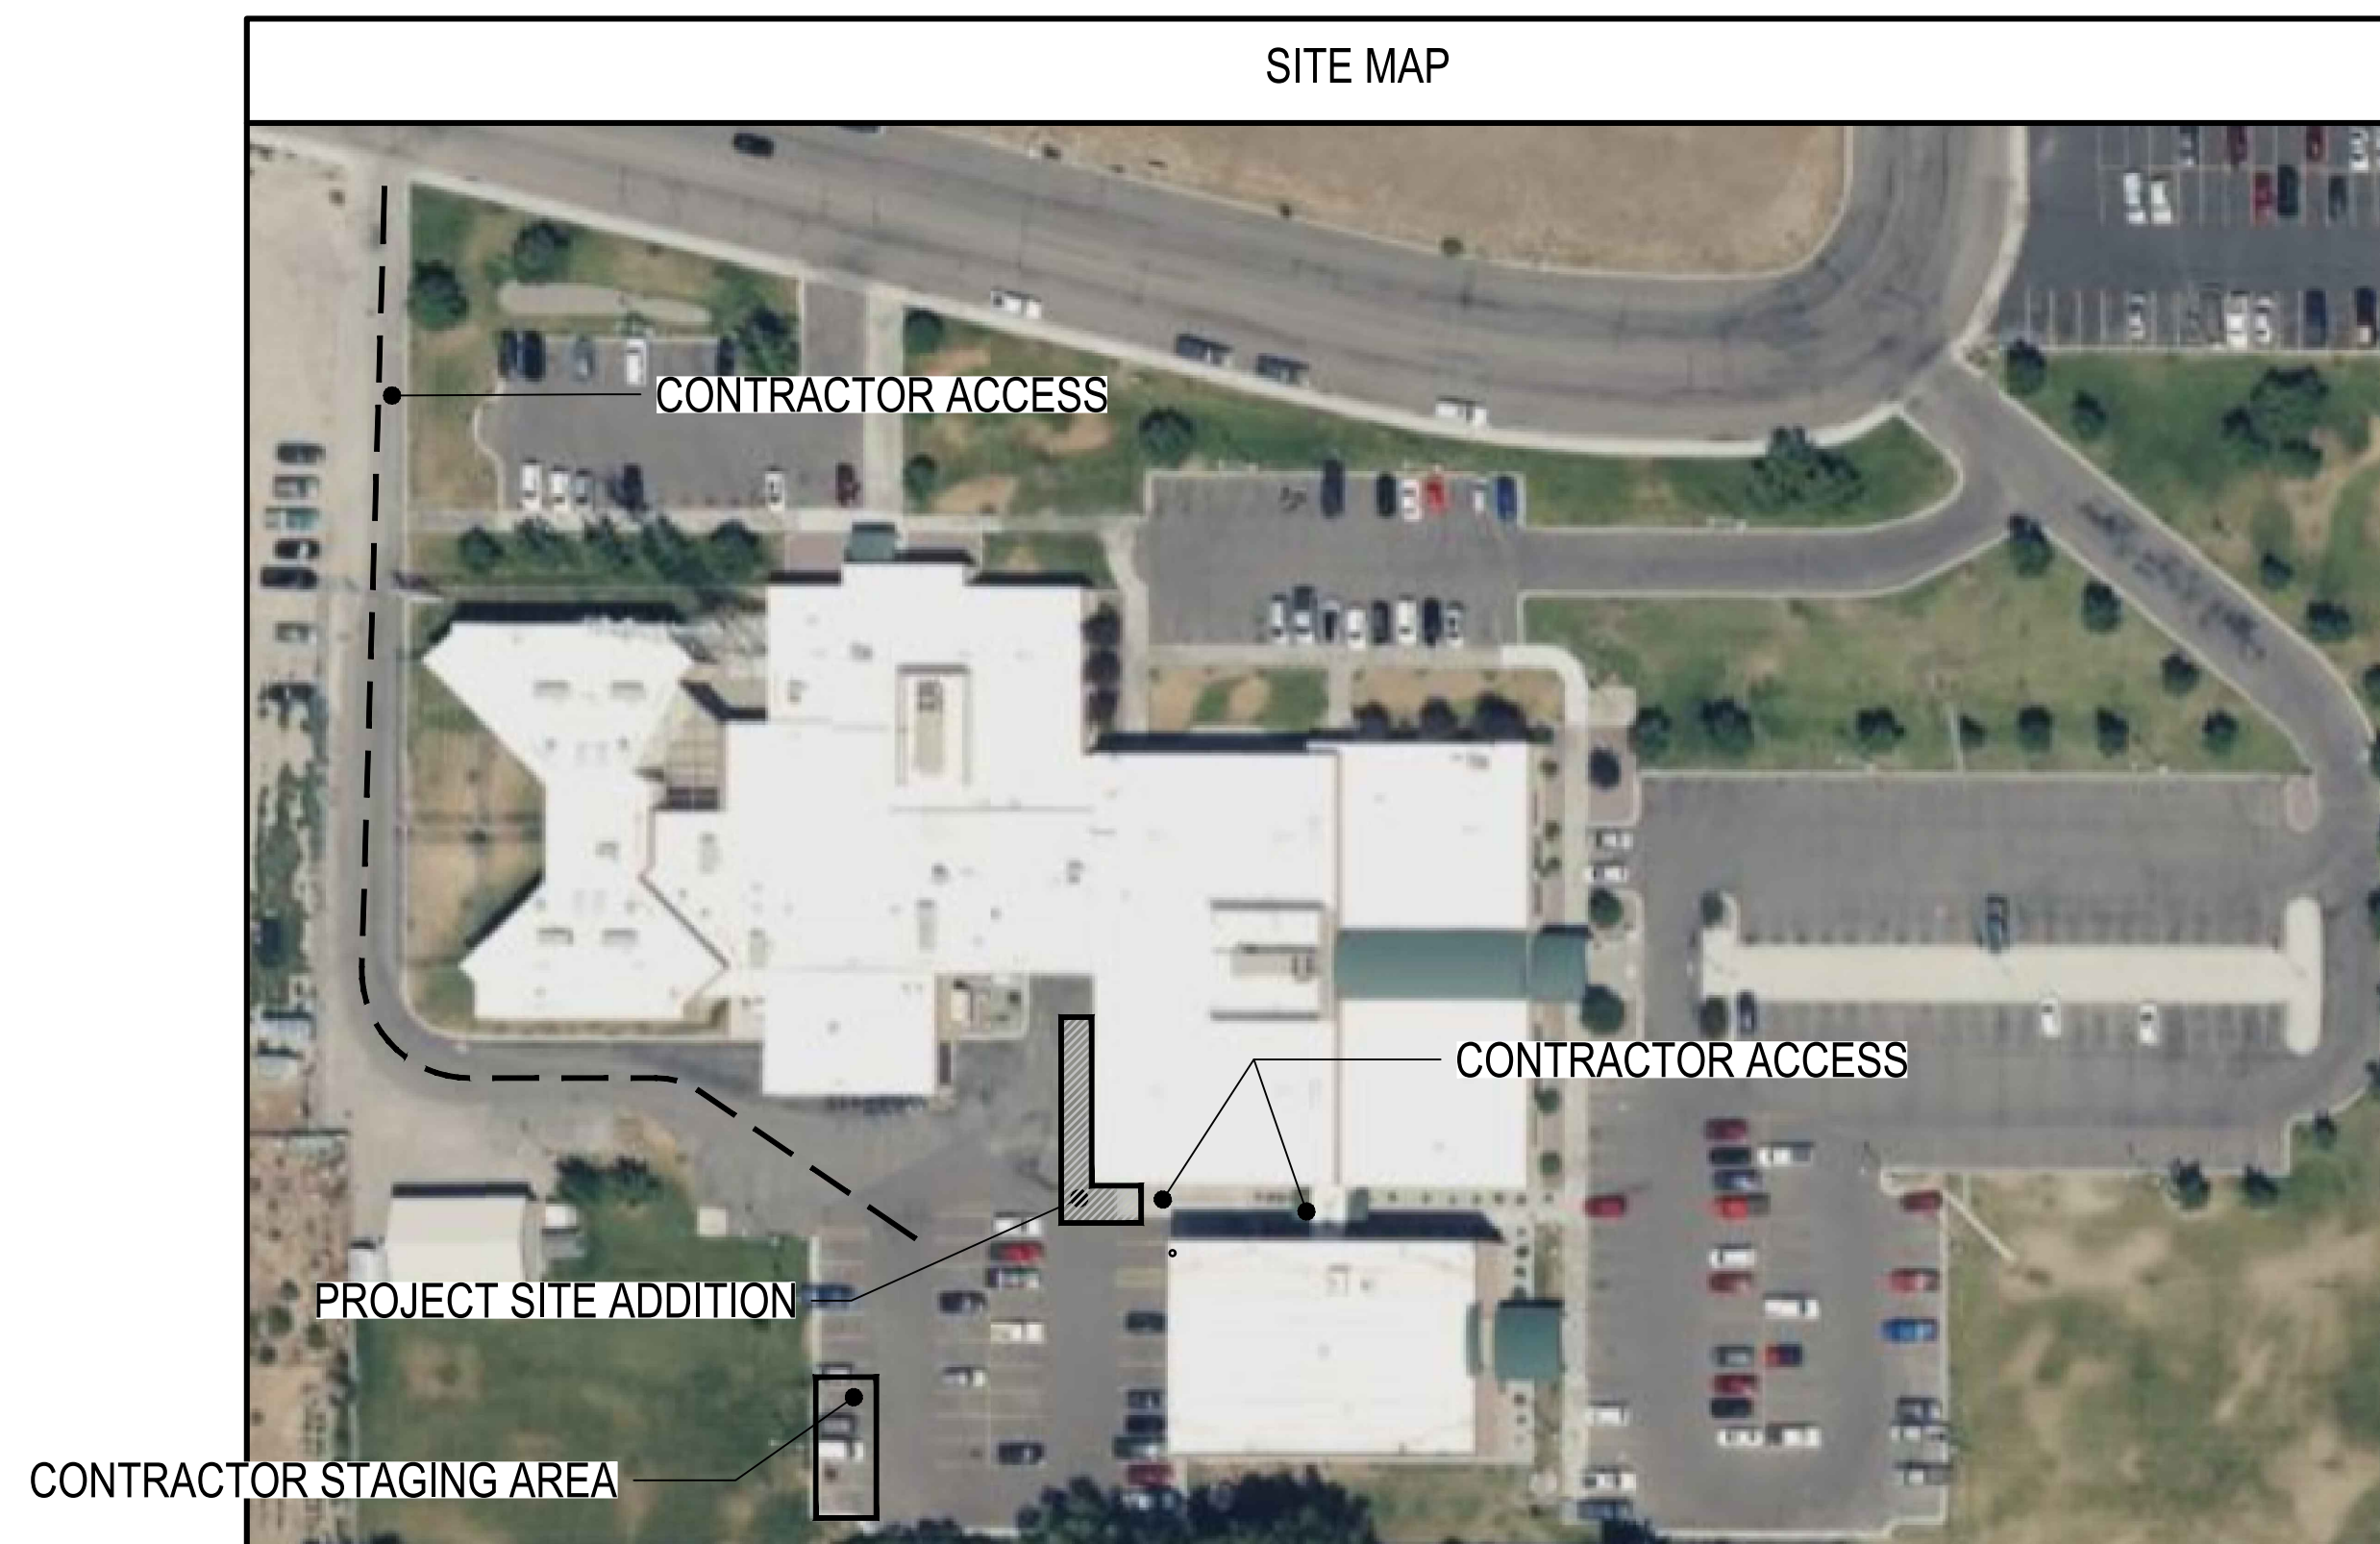 SITE MAP
CONTRACTOR ACCESS
CONTRACTOR ACCESS
PROJECT SITE ADDITION
CONTRACTOR STAGING AREA